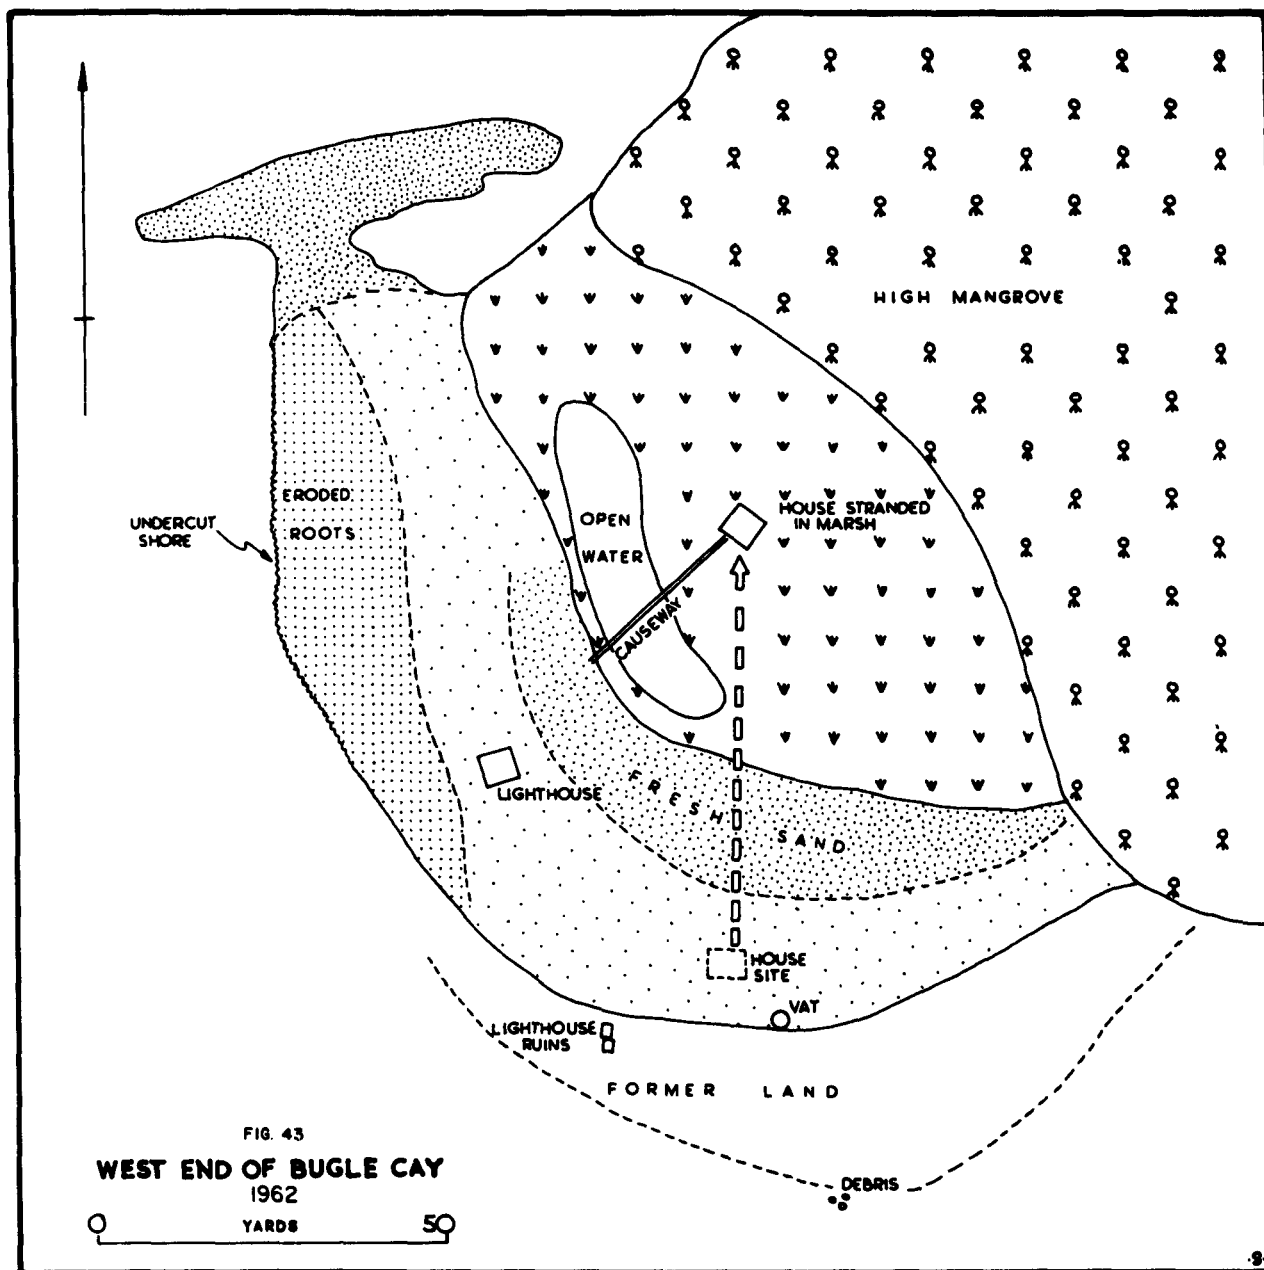 HIGH MANGROVE
ERODED
ROOTS
UNDERCUT
SHORE
OPEN
WATER
HOUSE STRANDED
IN MARSH
CAUSEWAY
LIGHTHOUSE
FRESH SAND
HOUSE
SITE
VAT
LIGHTHOUSE
RUINS
FORMER LAND
DEBRIS
FIG. 43
WEST END OF BUGLE CAY
1962
0 YARDS 50